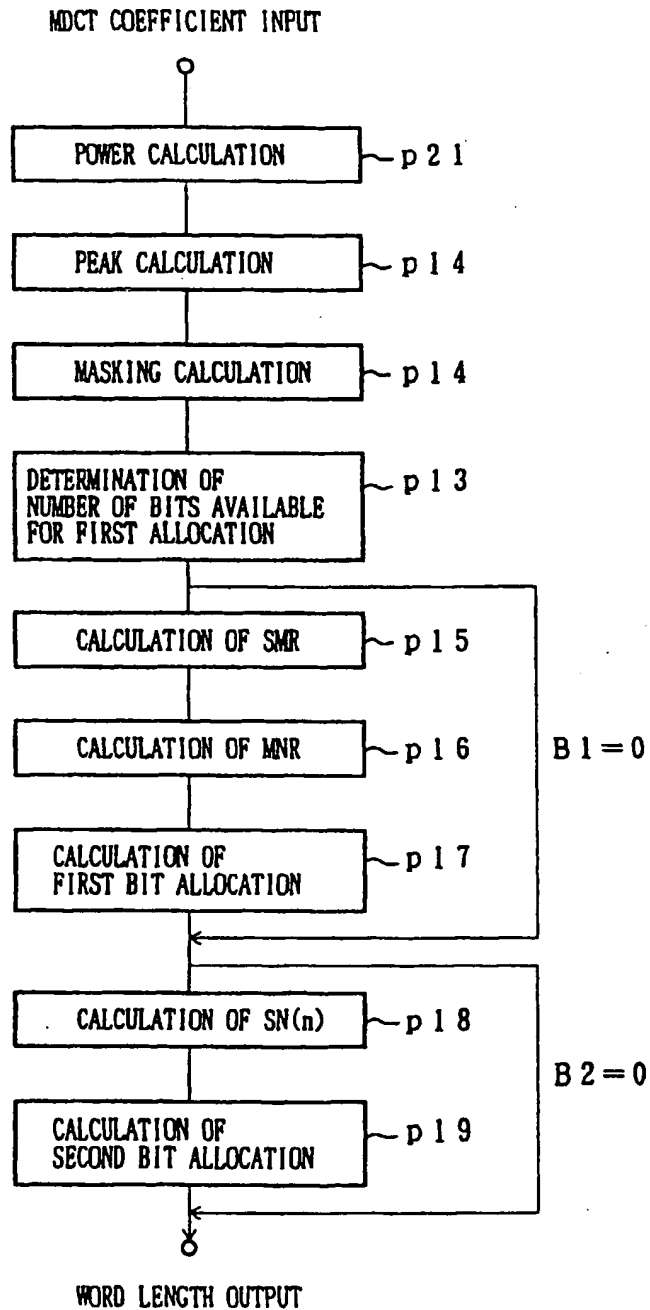 MDCT COEFFICIENT INPUT
POWER CALCULATION
p21
PEAK CALCULATION
p14
MASKING CALCULATION
p14
DETERMINATION OF
NUMBER OF BITS AVAILABLE
FOR FIRST ALLOCATION
p13
CALCULATION OF SMR
p15
CALCULATION OF MNR
p16
B1=0
CALCULATION OF
FIRST BIT ALLOCATION
p17
CALCULATION OF SN(n)
p18
B2=0
CALCULATION OF
SECOND BIT ALLOCATION
p19
WORD LENGTH OUTPUT